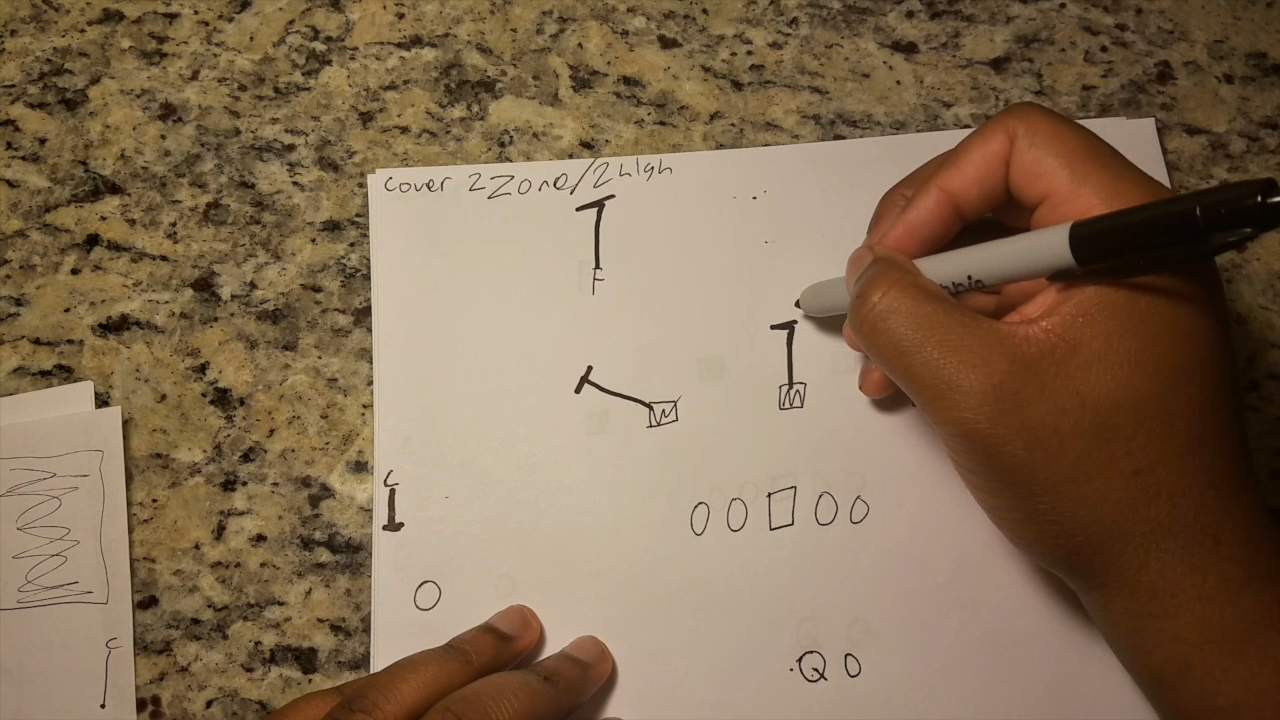 Cover 2 Zone/2 high
F
W M
C
O O □ O O
O
Q O
C